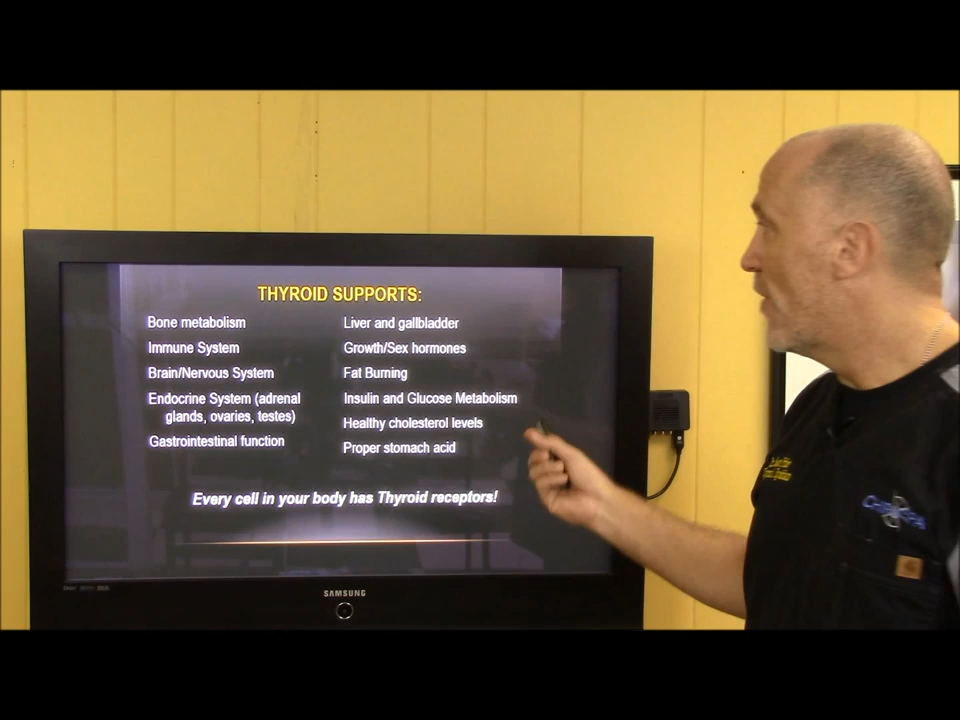 THYROID SUPPORTS:
Bone metabolism
Immune System
Brain/Nervous System
Endocrine System (adrenal
glands, ovaries, testes)
Gastrointestinal function
Liver and gallbladder
Growth/Sex hormones
Fat Burning
Insulin and Glucose Metabolism
Healthy cholesterol levels
Proper stomach acid
Every cell in your body has Thyroid receptors!
SAMSUNG